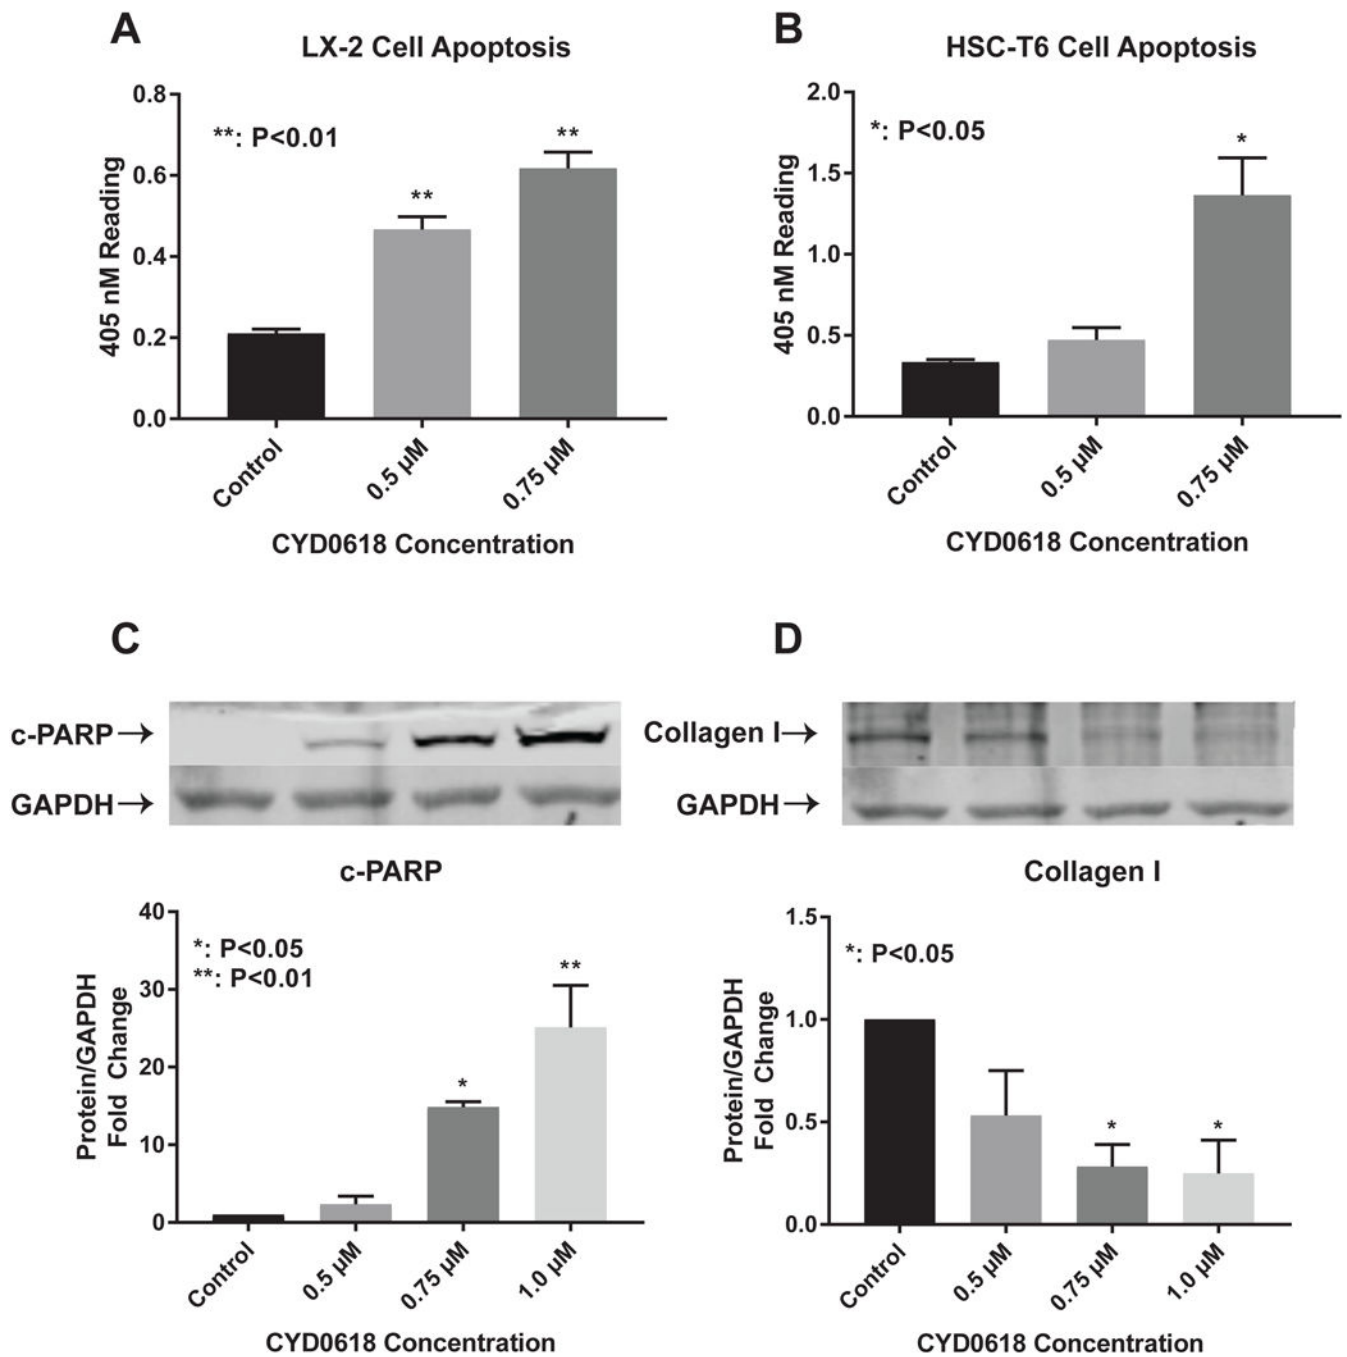 A
LX-2 Cell Apoptosis
**: P<0.01
405 nM Reading
0.8
0.6
0.4
0.2
0.0
**
**
Control
0.5 µM
0.75 µM
CYD0618 Concentration
B
HSC-T6 Cell Apoptosis
*: P<0.05
405 nM Reading
2.0
1.5
1.0
0.5
0.0
*
Control
0.5 µM
0.75 µM
CYD0618 Concentration
C
c-PARP→
GAPDH→
c-PARP
*: P<0.05
**: P<0.01
Protein/GAPDH
Fold Change
40
30
20
10
0
*
**
Control
0.5 µM
0.75 µM
1.0 µM
CYD0618 Concentration
D
Collagen I→
GAPDH→
Collagen I
*: P<0.05
Protein/GAPDH
Fold Change
1.5
1.0
0.5
0.0
*
*
Control
0.5 µM
0.75 µM
1.0 µM
CYD0618 Concentration